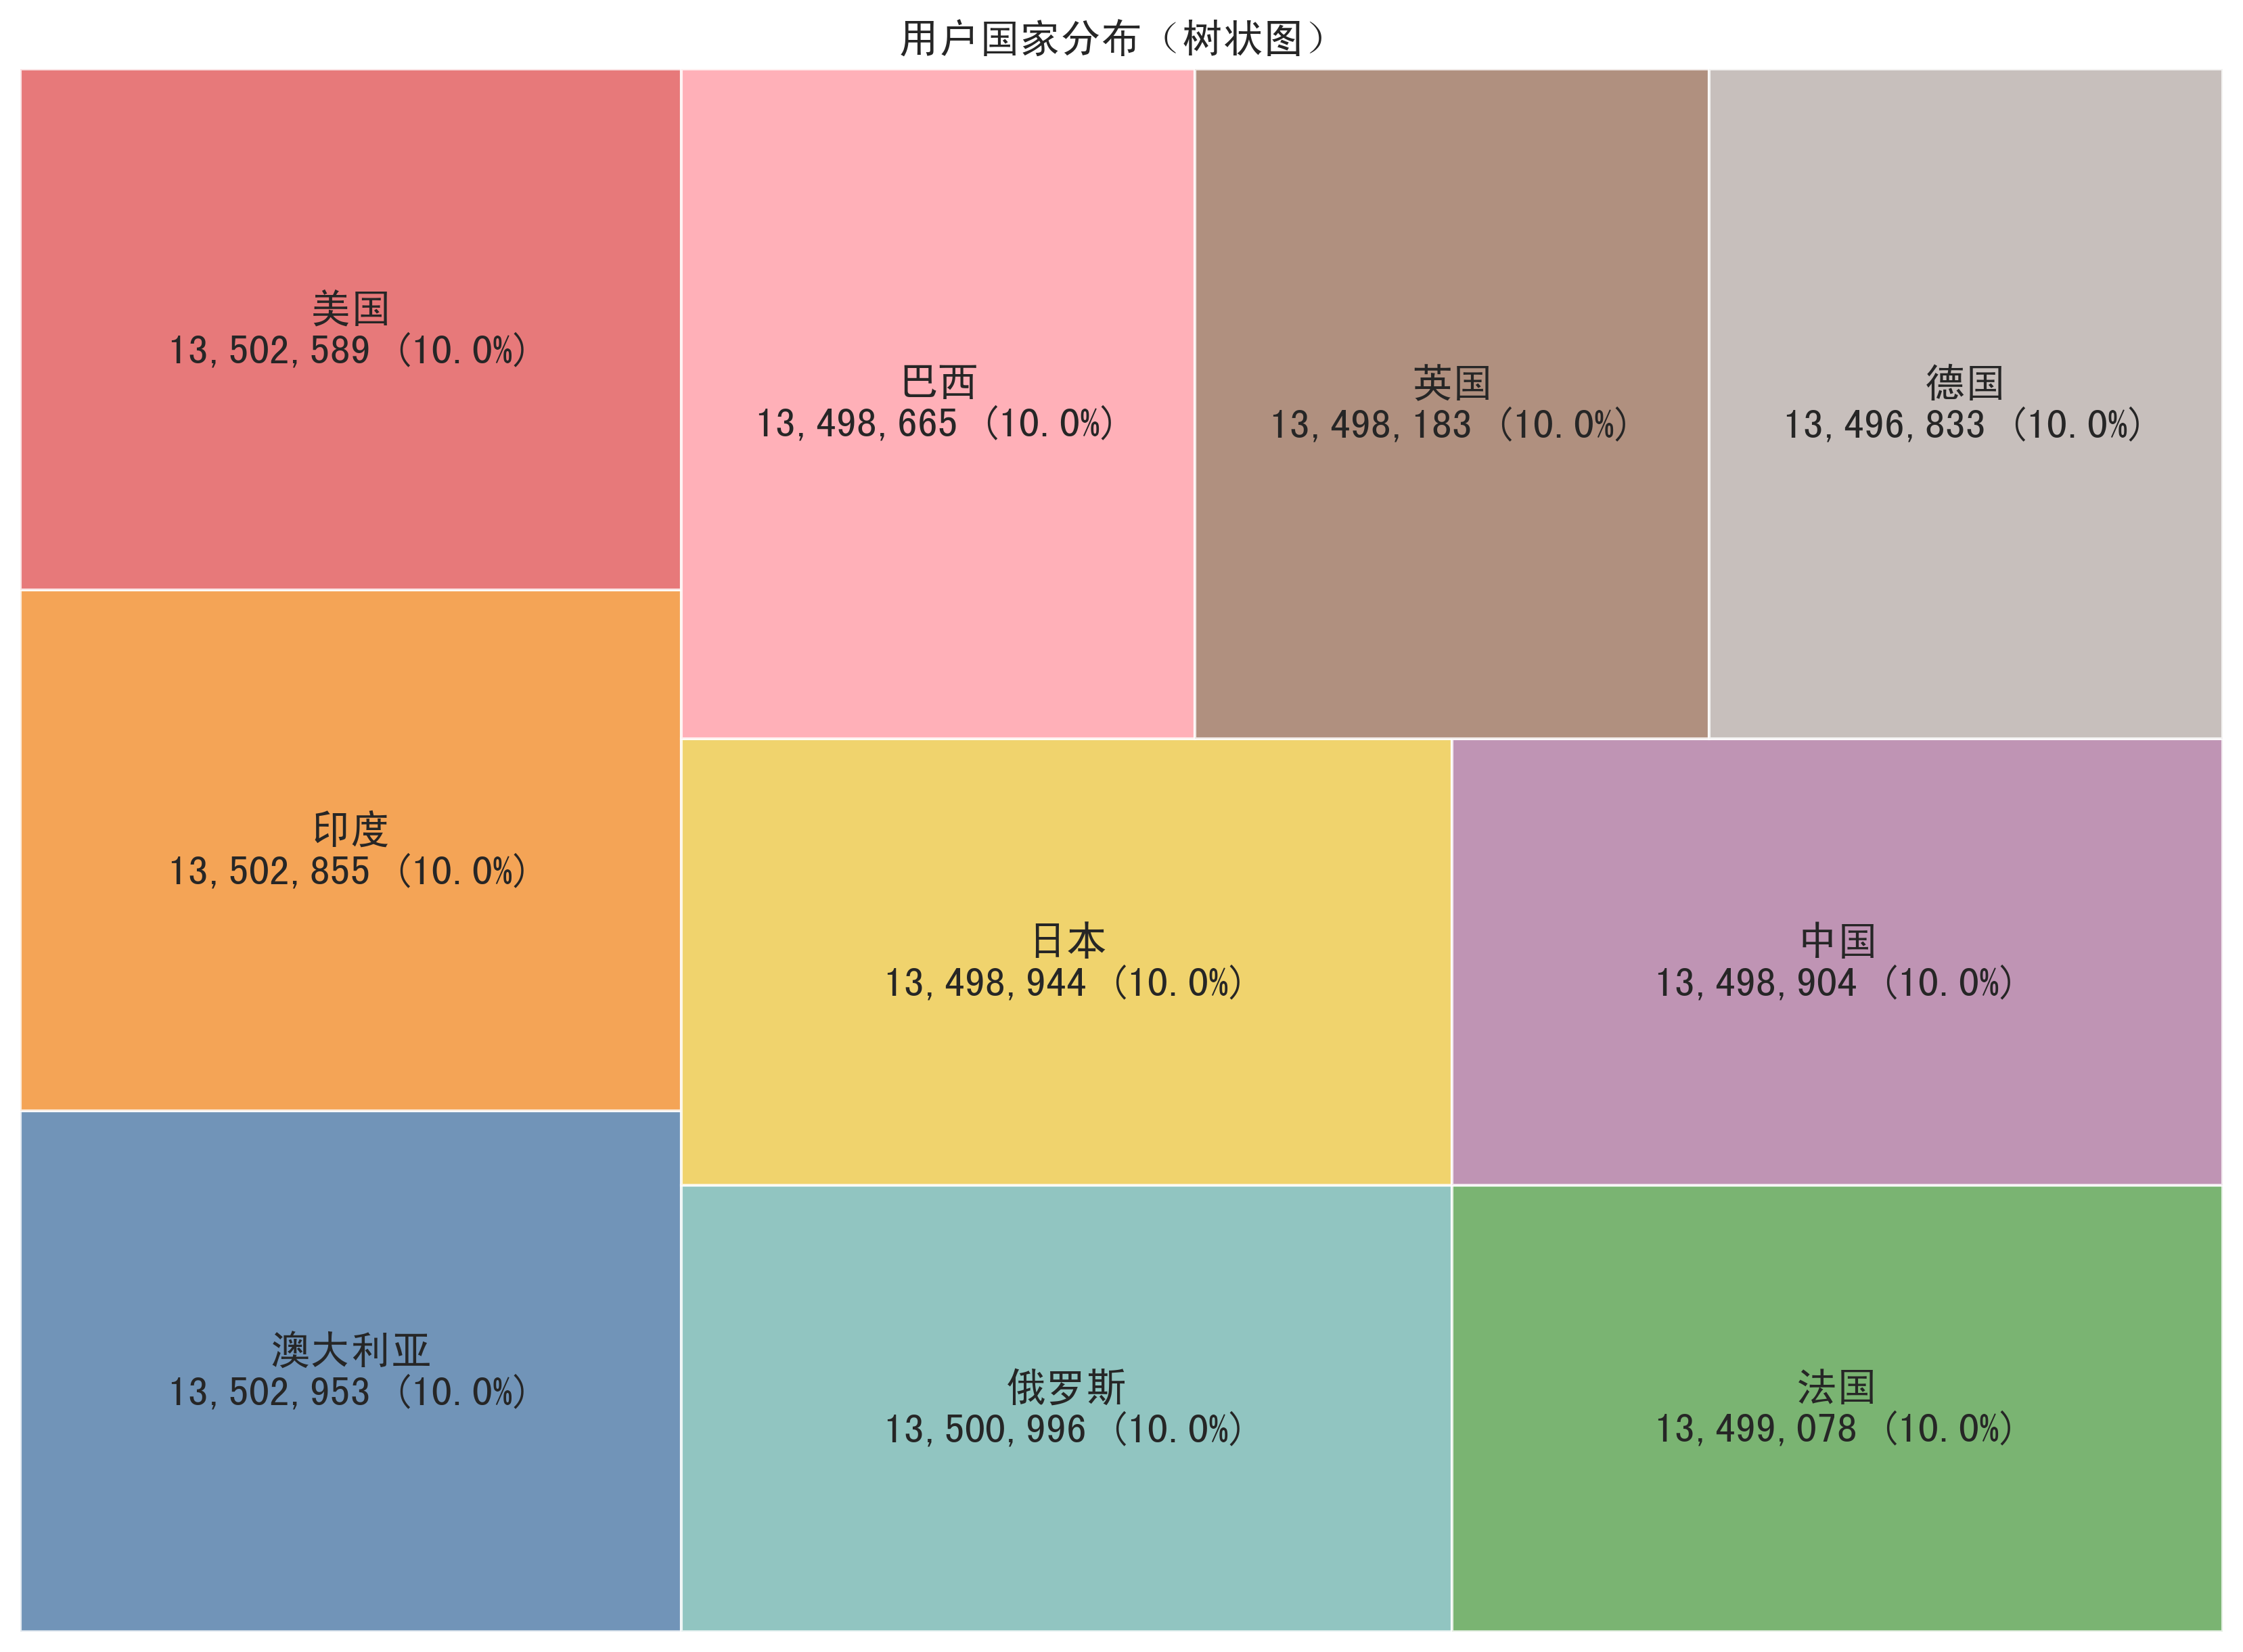 用户国家分布（树状图）
美国
13,502,589 (10.0%)
巴西
13,498,665 (10.0%)
英国
13,498,183 (10.0%)
德国
13,496,833 (10.0%)
印度
13,502,855 (10.0%)
日本
13,498,944 (10.0%)
中国
13,498,904 (10.0%)
澳大利亚
13,502,953 (10.0%)
俄罗斯
13,500,996 (10.0%)
法国
13,499,078 (10.0%)